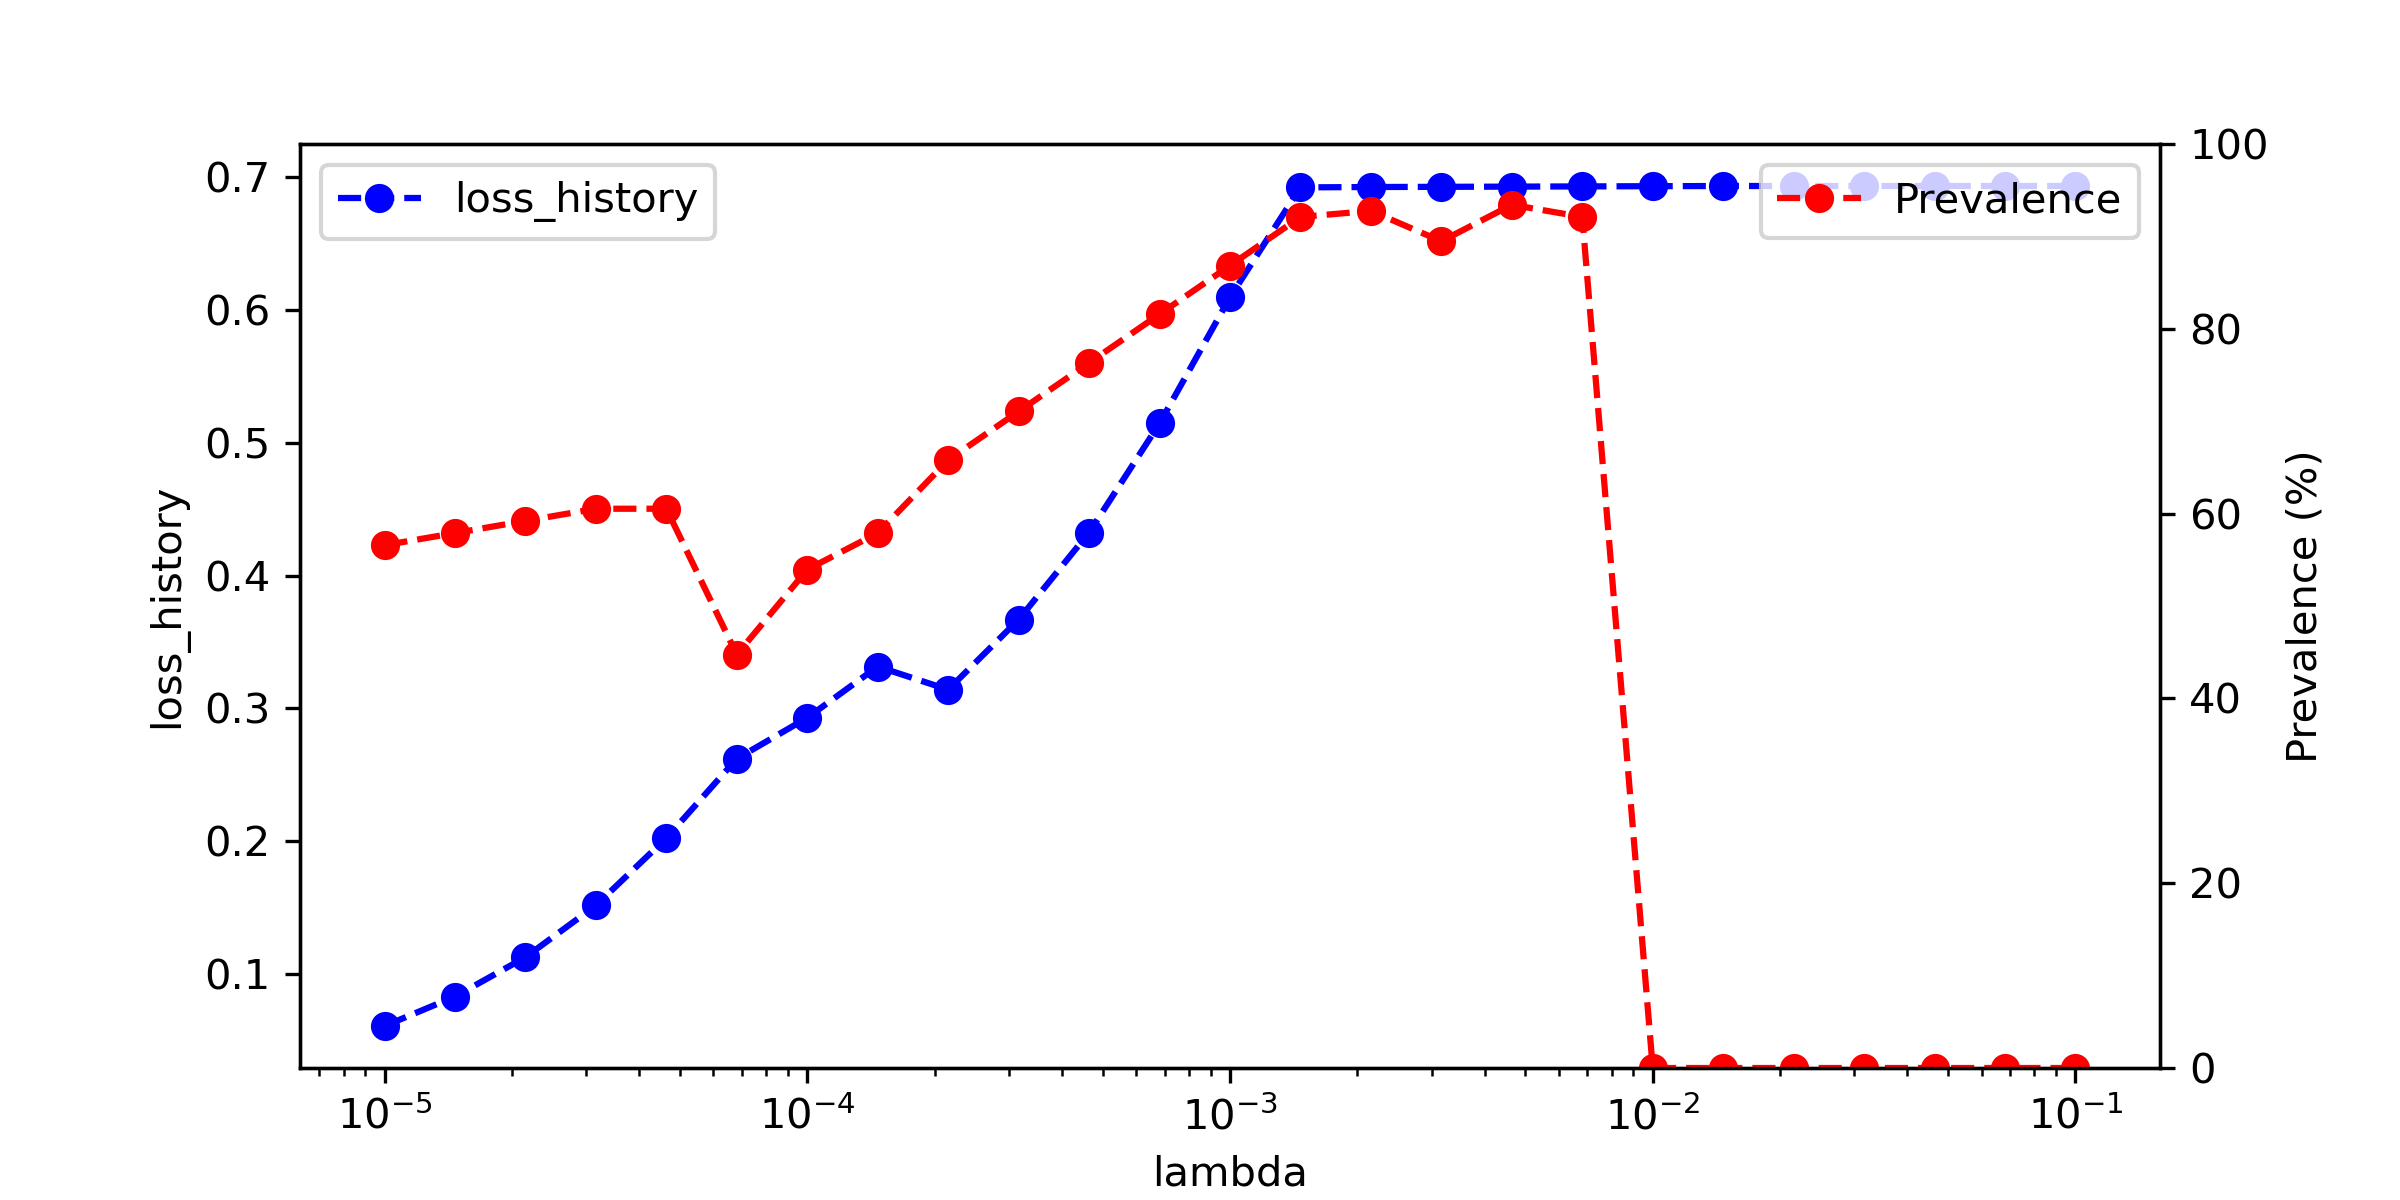 loss_history
Prevalence
0.7
0.6
0.5
0.4
0.3
0.2
0.1
loss_history
100
80
60
40
20
0
Prevalence (%)
10⁻⁵ 10⁻⁴ 10⁻³ 10⁻² 10⁻¹
lambda